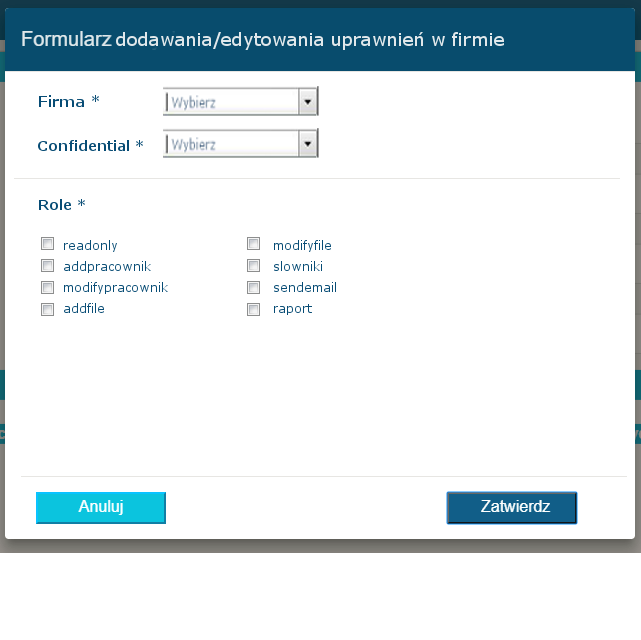 Formularz dodawania/edytowania uprawnień w firmie
Firma * Wybierz
Confidential * Wybierz
Role *
readonly modifyfile
addpracownik slowniki
modifypracownik sendemail
addfile raport
Anuluj Zatwierdz